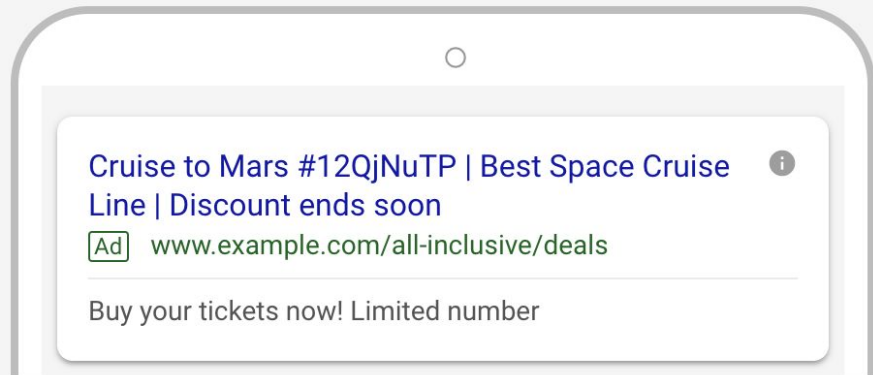 Cruise to Mars #12QjNuTP | Best Space Cruise
Line | Discount ends soon
Ad www.example.com/all-inclusive/deals
Buy your tickets now! Limited number